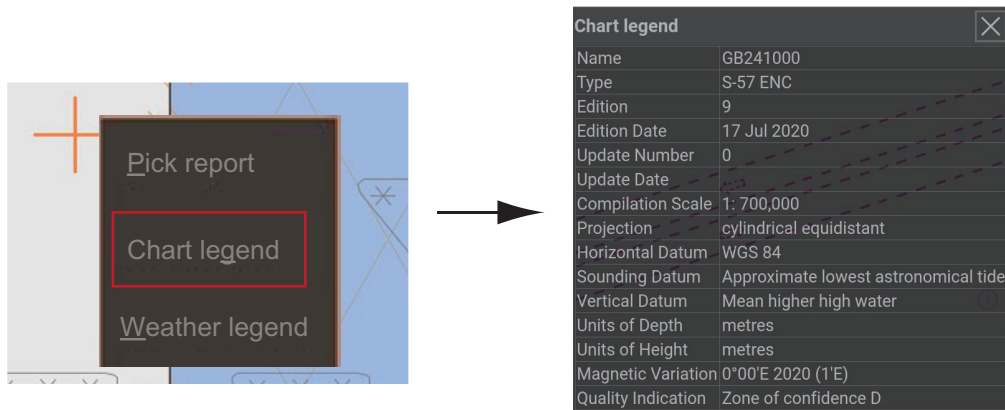 Pick report
Chart legend
Weather legend
Chart legend
Name GB241000
Type S-57 ENC
Edition 9
Edition Date 17 Jul 2020
Update Number 0
Update Date
Compilation Scale 1: 700,000
Projection cylindrical equidistant
Horizontal Datum WGS 84
Sounding Datum Approximate lowest astronomical tide
Vertical Datum Mean higher high water
Units of Depth metres
Units of Height metres
Magnetic Variation 0°00'E 2020 (1'E)
Quality Indication Zone of confidence D